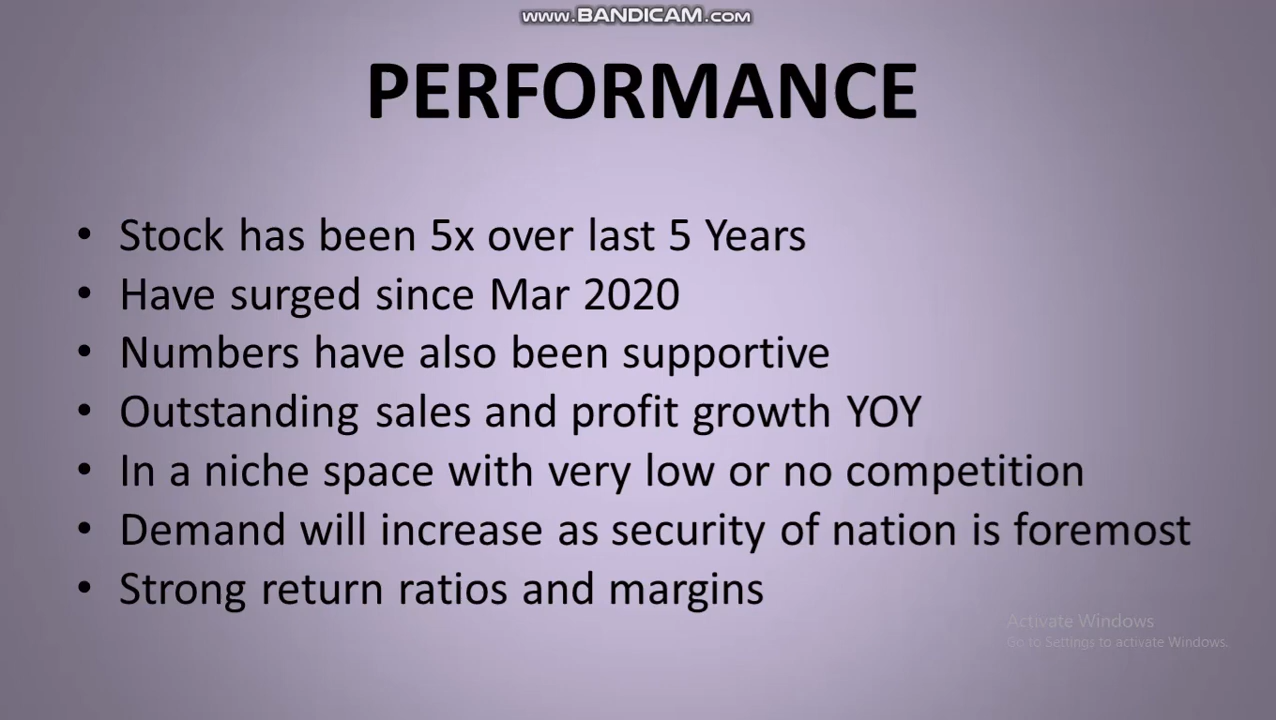 www.BANDICAM.com
PERFORMANCE
• Stock has been 5x over last 5 Years
• Have surged since Mar 2020
• Numbers have also been supportive
• Outstanding sales and profit growth YOY
• In a niche space with very low or no competition
• Demand will increase as security of nation is foremost
• Strong return ratios and margins
Activate Windows
Go to Settings to activate Windows.